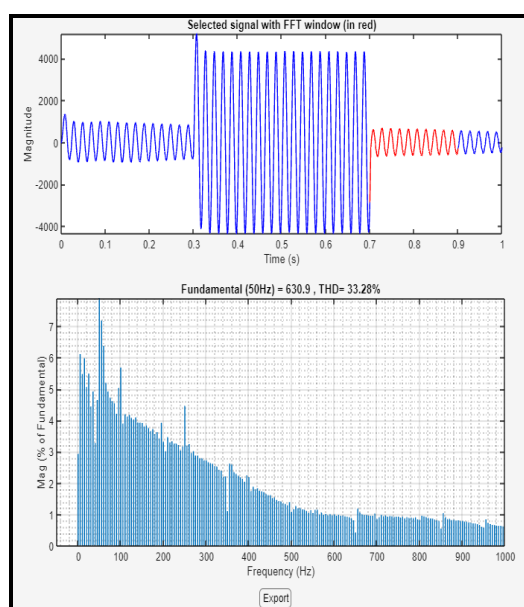 Selected signal with FFT window (in red)
4000
2000
0
-2000
-4000
Magnitude
0 0.1 0.2 0.3 0.4 0.5 0.6 0.7 0.8 0.9 1
Time (s)
Fundamental (50Hz) = 630.9 , THD= 33.28%
7
6
5
4
3
2
1
0
Mag (% of Fundamental)
0 100 200 300 400 500 600 700 800 900 1000
Frequency (Hz)
Export